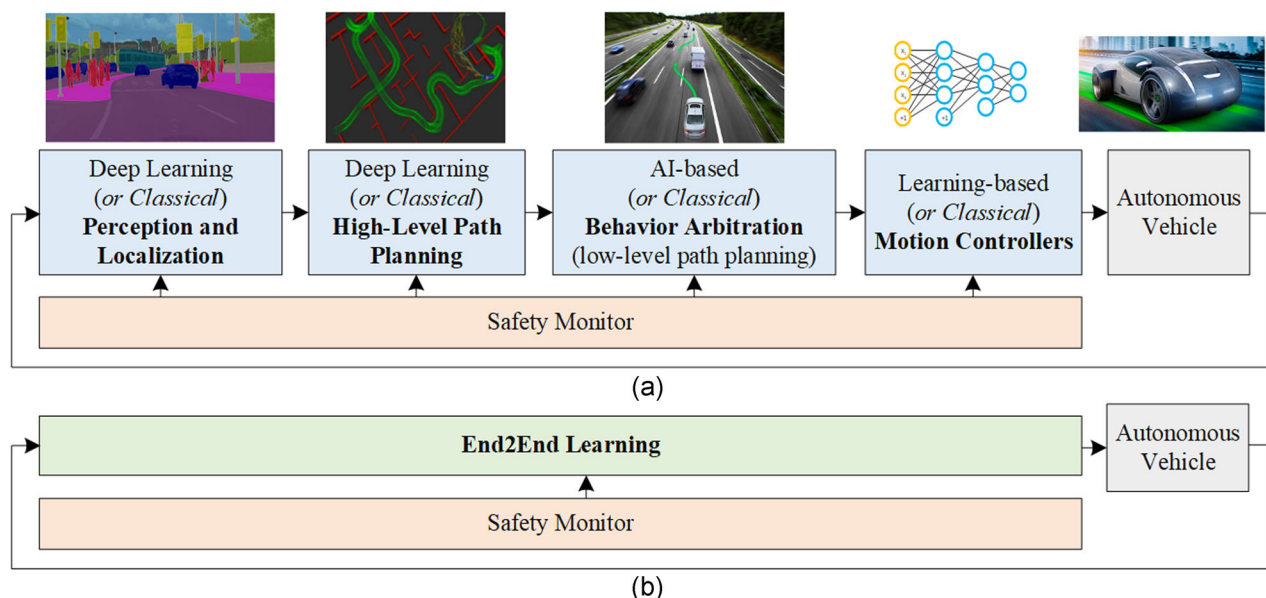 Deep Learning
(or Classical)
Perception and
Localization
Deep Learning
(or Classical)
High-Level Path
Planning
AI-based
(or Classical)
Behavior Arbitration
(low-level path planning)
Learning-based
(or Classical)
Motion Controllers
Autonomous
Vehicle
Safety Monitor
(a)
End2End Learning
Autonomous
Vehicle
Safety Monitor
(b)